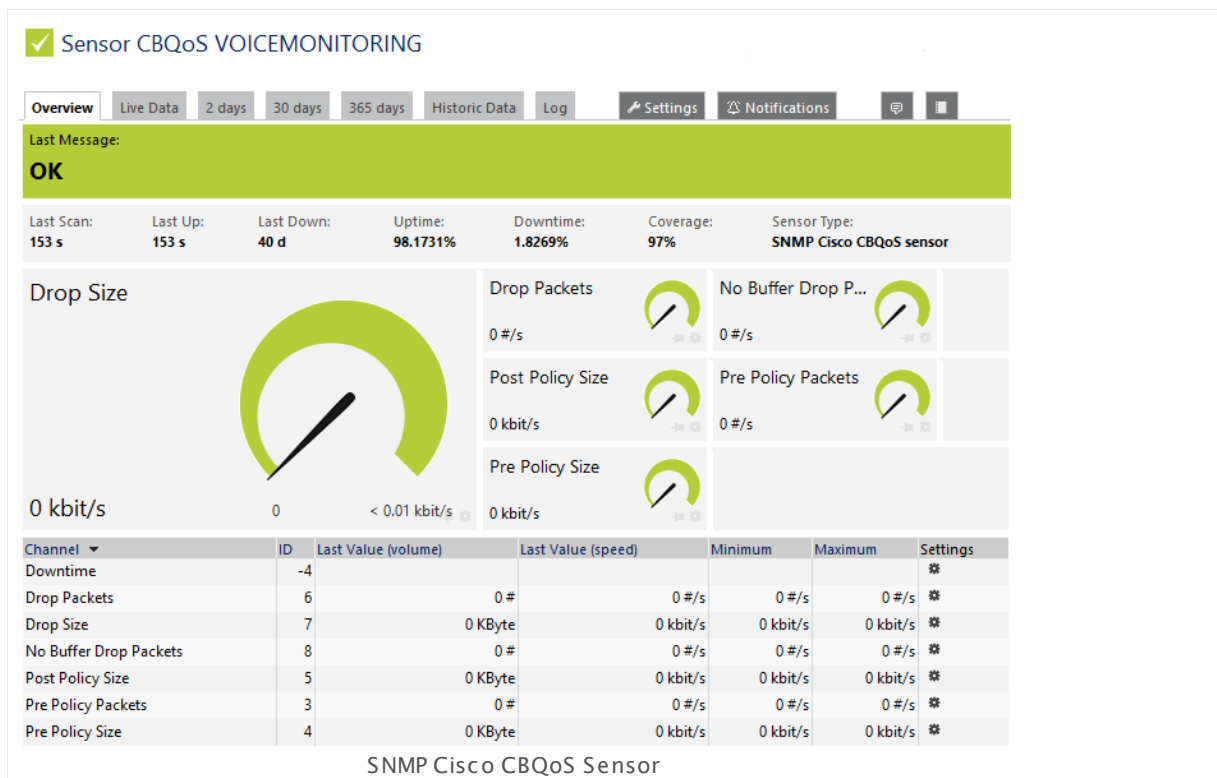 Sensor CBQoS VOICEMONITORING
Overview Live Data 2 days 30 days 365 days Historic Data Log Settings Notifications
Last Message:
OK
Last Scan: Last Up: Last Down: Uptime: Downtime: Coverage: Sensor Type:
153 s 153 s 40 d 98.1731% 1.8269% 97% SNMP Cisco CBQoS sensor
Drop Size
0 kbit/s
0 < 0.01 kbit/s
Drop Packets
0 #/s
No Buffer Drop P...
0 #/s
Post Policy Size
0 kbit/s
Pre Policy Packets
0 #/s
Pre Policy Size
0 kbit/s
Channel ID Last Value (volume) Last Value (speed) Minimum Maximum Settings
Downtime -4
Drop Packets 6 0 # 0 #/s 0 #/s 0 #/s
Drop Size 7 0 KByte 0 kbit/s 0 kbit/s 0 kbit/s
No Buffer Drop Packets 8 0 # 0 #/s 0 #/s 0 #/s
Post Policy Size 5 0 KByte 0 kbit/s 0 kbit/s 0 kbit/s
Pre Policy Packets 3 0 # 0 #/s 0 #/s 0 #/s
Pre Policy Size 4 0 KByte 0 kbit/s 0 kbit/s 0 kbit/s
SNMP Cisco CBQoS Sensor